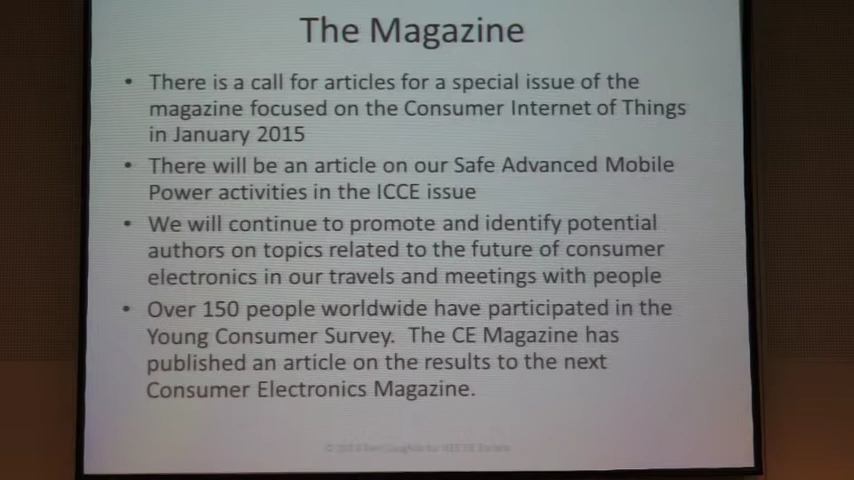 The Magazine
• There is a call for articles for a special issue of the
magazine focused on the Consumer Internet of Things
in January 2015
• There will be an article on our Safe Advanced Mobile
Power activities in the ICCE issue
• We will continue to promote and identify potential
authors on topics related to the future of consumer
electronics in our travels and meetings with people
• Over 150 people worldwide have participated in the
Young Consumer Survey. The CE Magazine has
published an article on the results to the next
Consumer Electronics Magazine.